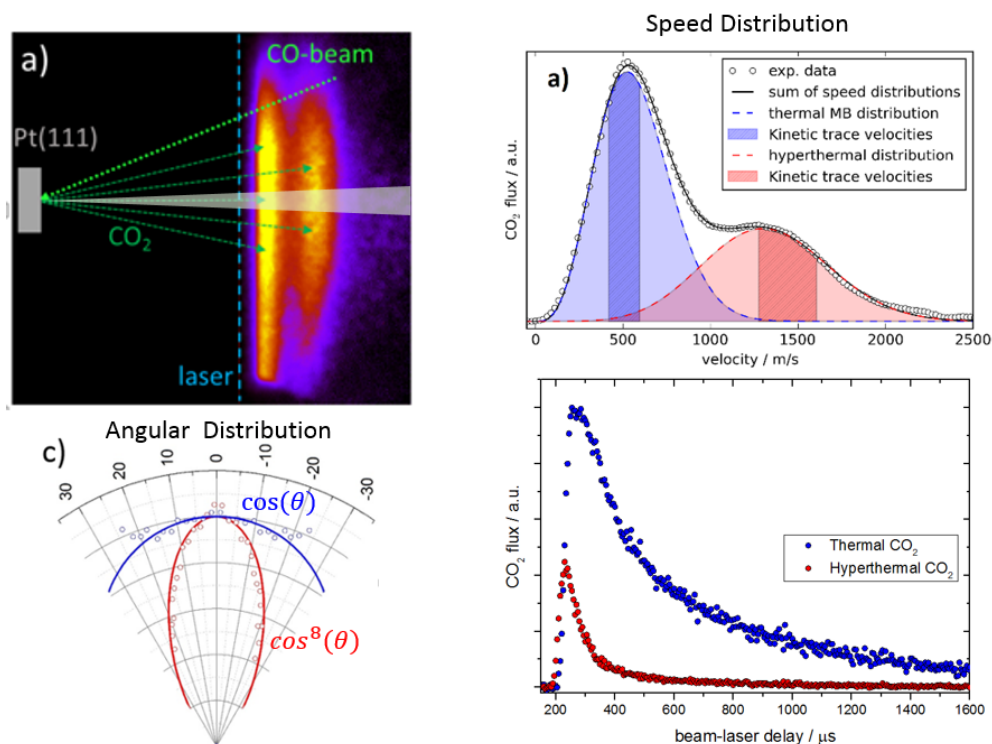 a)
CO-beam
Pt(111)
CO₂
laser
Speed Distribution
a)
exp. data
sum of speed distributions
thermal MB distribution
Kinetic trace velocities
hyperthermal distribution
Kinetic trace velocities
CO₂ flux / a.u.
0 500 1000 1500 2000 2500
velocity / m/s
Angular Distribution
c)
30 20 10 0 -10 -20 -30
cos(θ)
cos⁸(θ)
CO₂ flux / a.u.
Thermal CO₂
Hyperthermal CO₂
200 400 600 800 1000 1200 1400 1600
beam-laser delay / μs